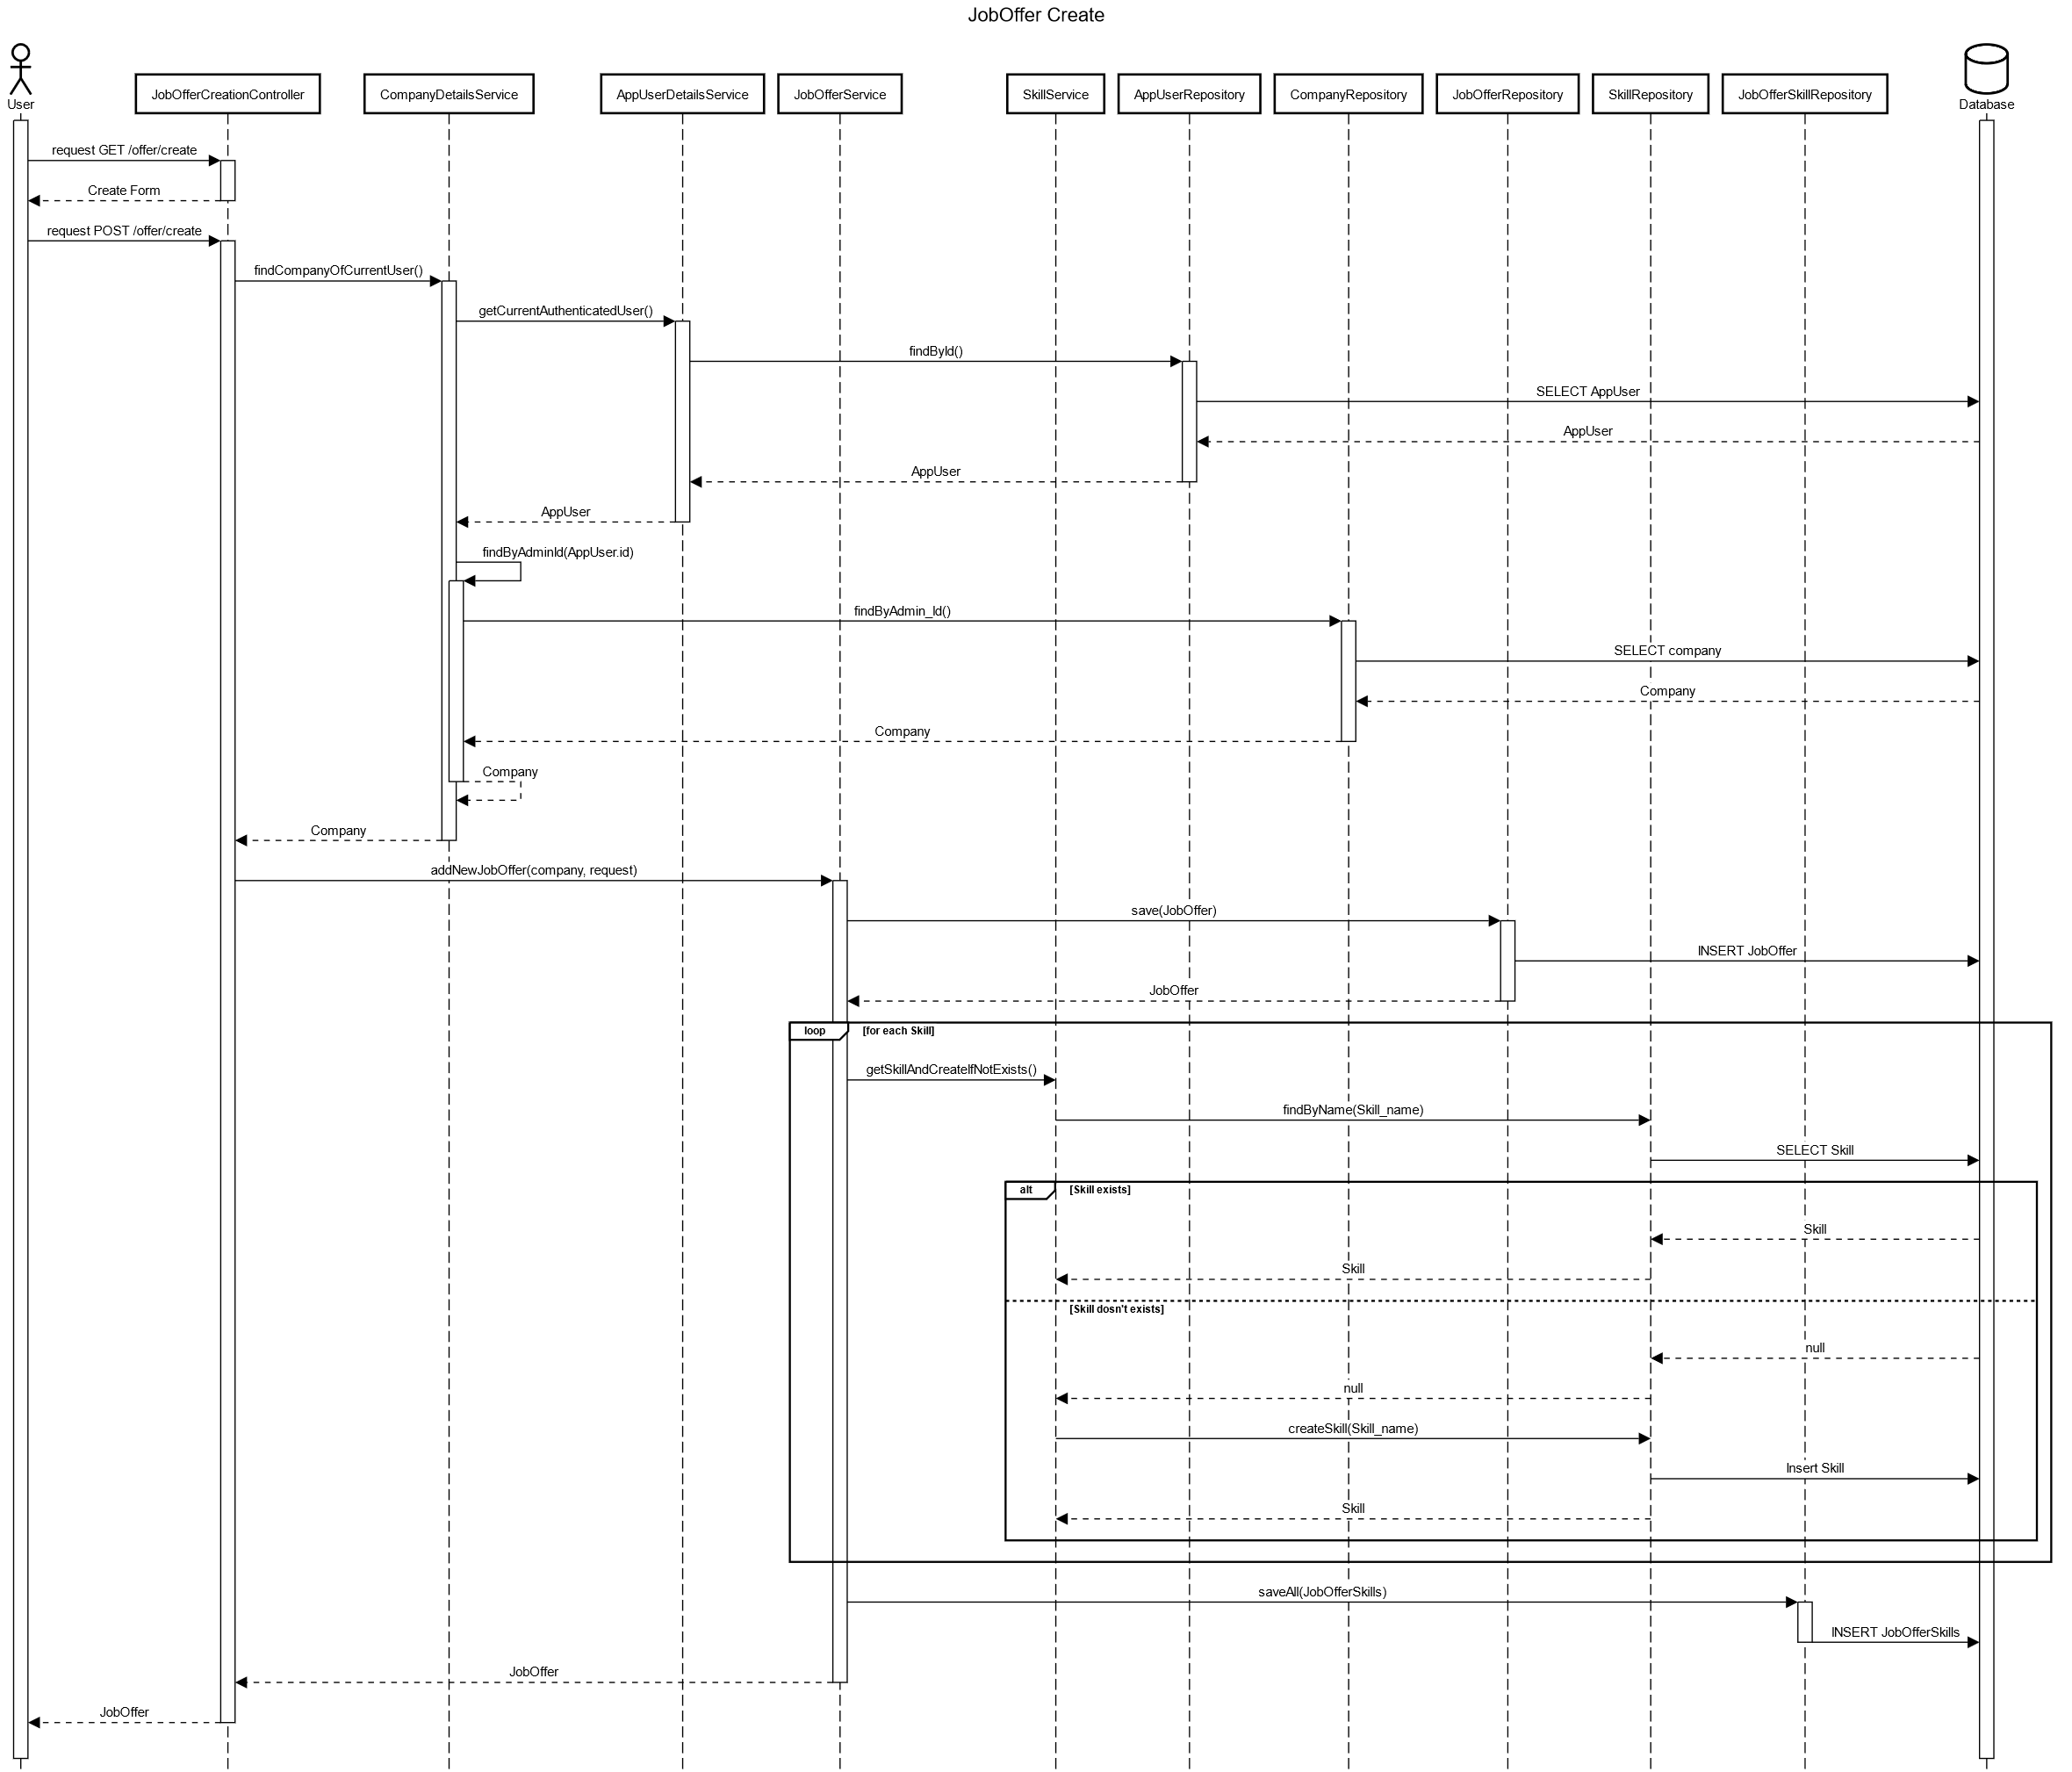 JobOffer Create
User
JobOfferCreationController
CompanyDetailsService
AppUserDetailsService
JobOfferService
SkillService
AppUserRepository
CompanyRepository
JobOfferRepository
SkillRepository
JobOfferSkillRepository
Database
request GET /offer/create
Create Form
request POST /offer/create
findCompanyOfCurrentUser()
getCurrentAuthenticatedUser()
findById()
SELECT AppUser
AppUser
AppUser
AppUser
findByAdminId(AppUser.id)
findByAdmin_Id()
SELECT company
Company
Company
Company
Company
addNewJobOffer(company, request)
save(JobOffer)
INSERT JobOffer
JobOffer
loop
[for each Skill]
getSkillAndCreateIfNotExists()
findByName(Skill_name)
SELECT Skill
alt
[Skill exists]
Skill
Skill
[Skill dosn't exists]
null
null
createSkill(Skill_name)
Insert Skill
Skill
saveAll(JobOfferSkills)
INSERT JobOfferSkills
JobOffer
JobOffer